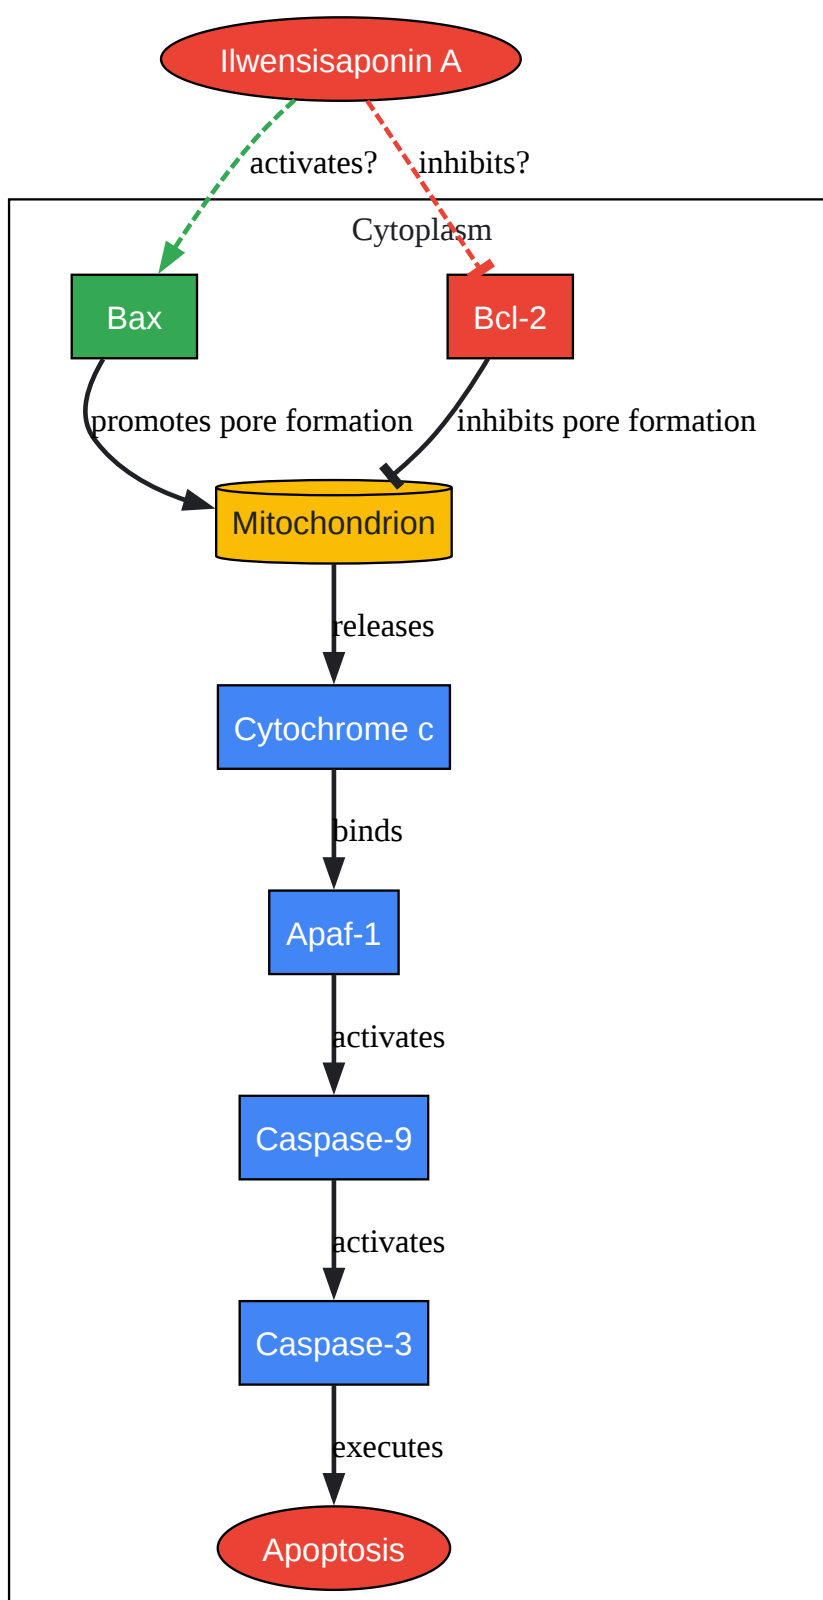 Ilwensisaponin A
activates?
inhibits?
Cytoplasm
Bax
Bcl-2
promotes pore formation
inhibits pore formation
Mitochondrion
releases
Cytochrome c
binds
Apaf-1
activates
Caspase-9
activates
Caspase-3
executes
Apoptosis